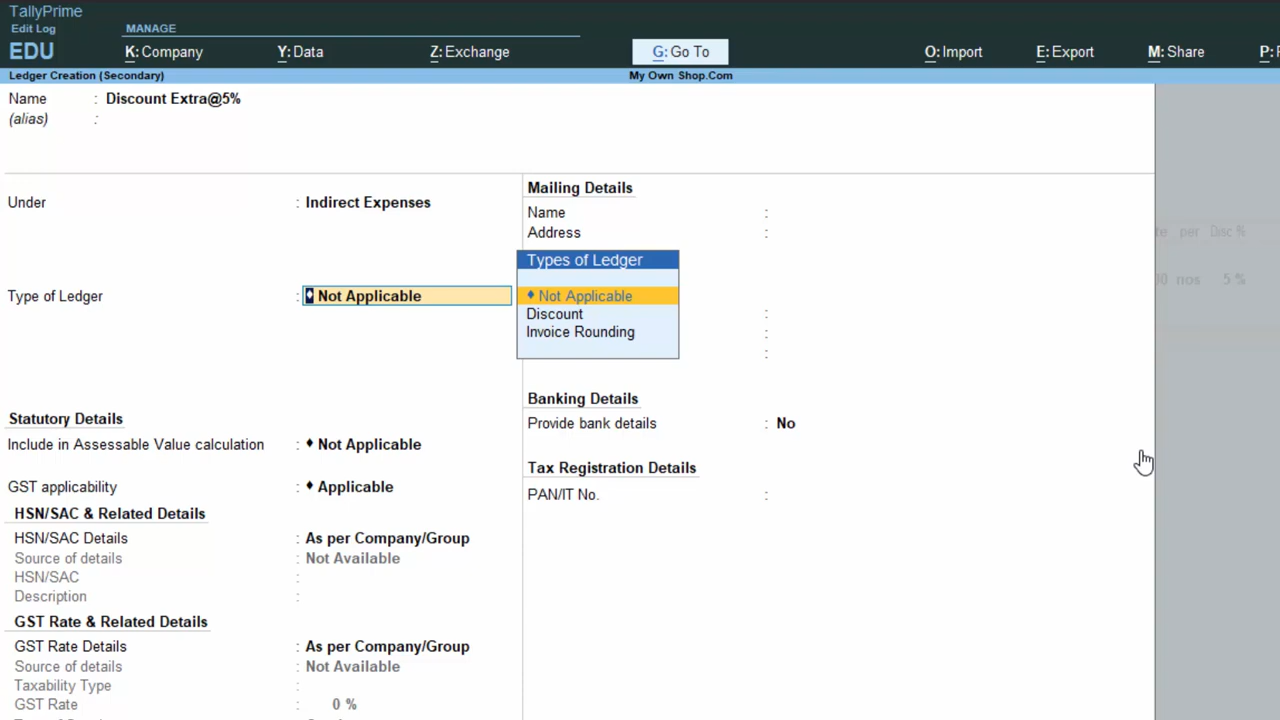 TallyPrime
Edit Log
EDU
MANAGE
K: Company
Y: Data
Z: Exchange
G: Go To
O: Import
E: Export
M: Share
P:
Ledger Creation (Secondary)
My Own Shop.Com
Name : Discount Extra@5%
(alias) :
Under : Indirect Expenses
Type of Ledger : ♦ Not Applicable
Mailing Details
Name :
Address :
Types of Ledger
♦ Not Applicable
Discount :
Invoice Rounding :
:
per Disc %
nos 5 %
Banking Details
Provide bank details : No
Tax Registration Details
PAN/IT No. :
Statutory Details
Include in Assessable Value calculation : ♦ Not Applicable
GST applicability : ♦ Applicable
HSN/SAC & Related Details
HSN/SAC Details : As per Company/Group
Source of details : Not Available
HSN/SAC :
Description :
GST Rate & Related Details
GST Rate Details : As per Company/Group
Source of details : Not Available
Taxability Type :
GST Rate : 0 %